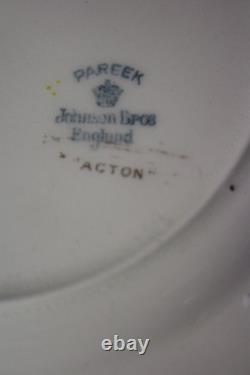 PAREEK
Johnson Bros
England
"ACTON"
ebay